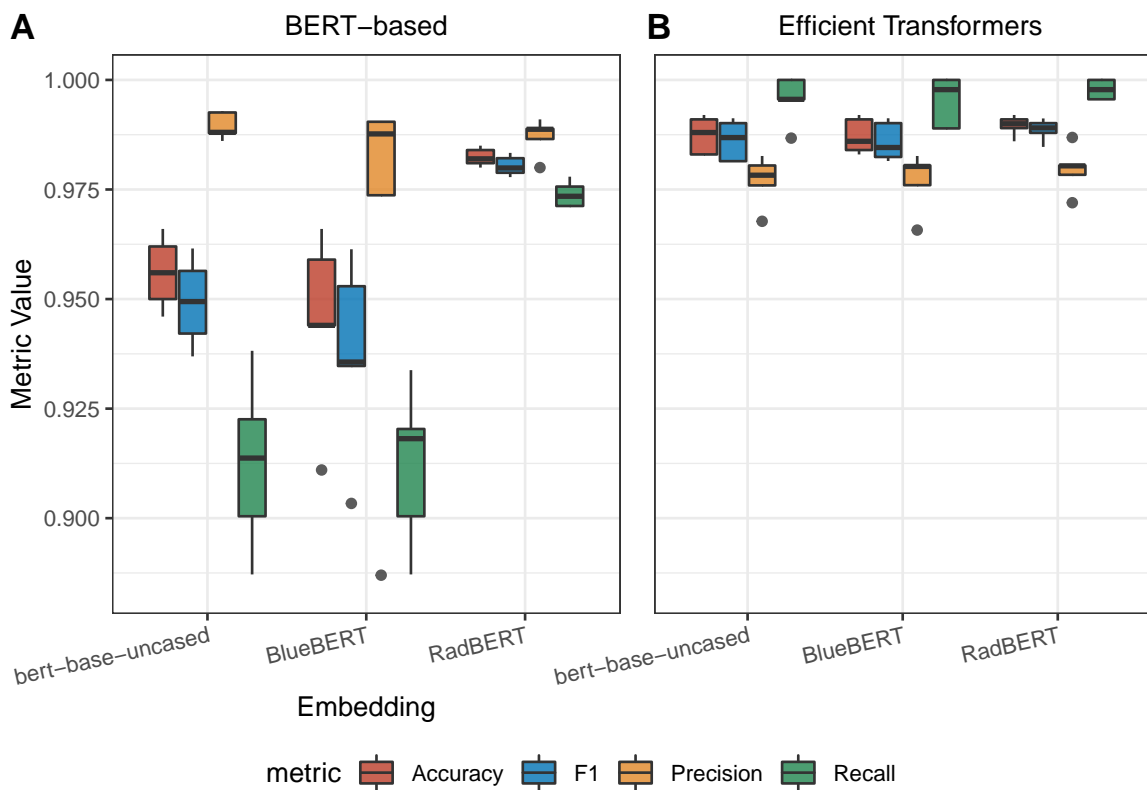 A
BERT−based
B
Efficient Transformers
Metric Value
1.000
0.975
0.950
0.925
0.900
bert−base−uncased
BlueBERT
RadBERT
bert−base−uncased
BlueBERT
RadBERT
Embedding
metric Accuracy F1 Precision Recall